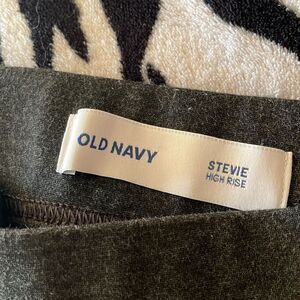 OLD NAVY
STEVIE
HIGH RISE